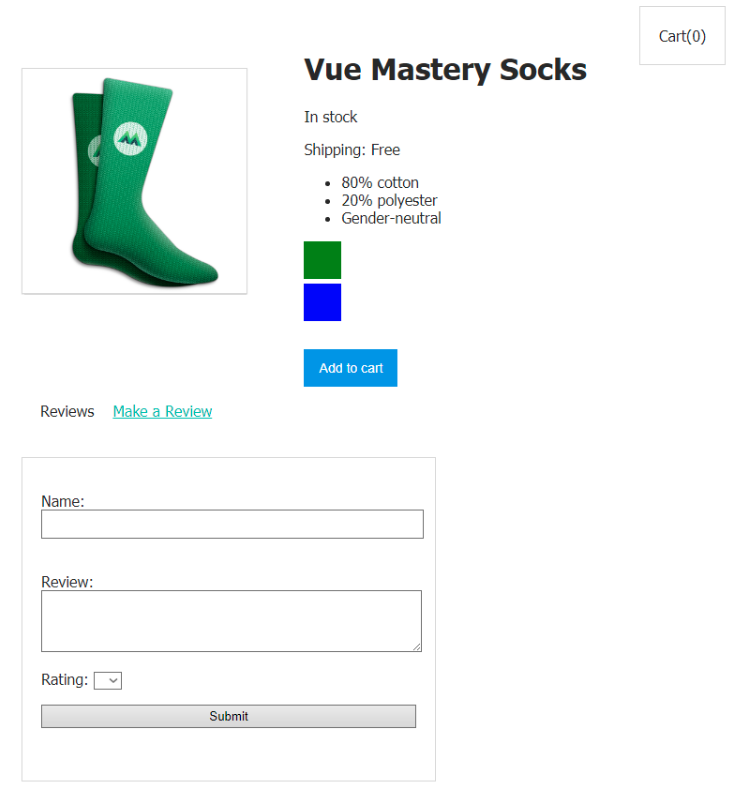 Cart(0)
Vue Mastery Socks
In stock
Shipping: Free
• 80% cotton
• 20% polyester
• Gender-neutral
Add to cart
Reviews Make a Review
Name:
Review:
Rating:
Submit